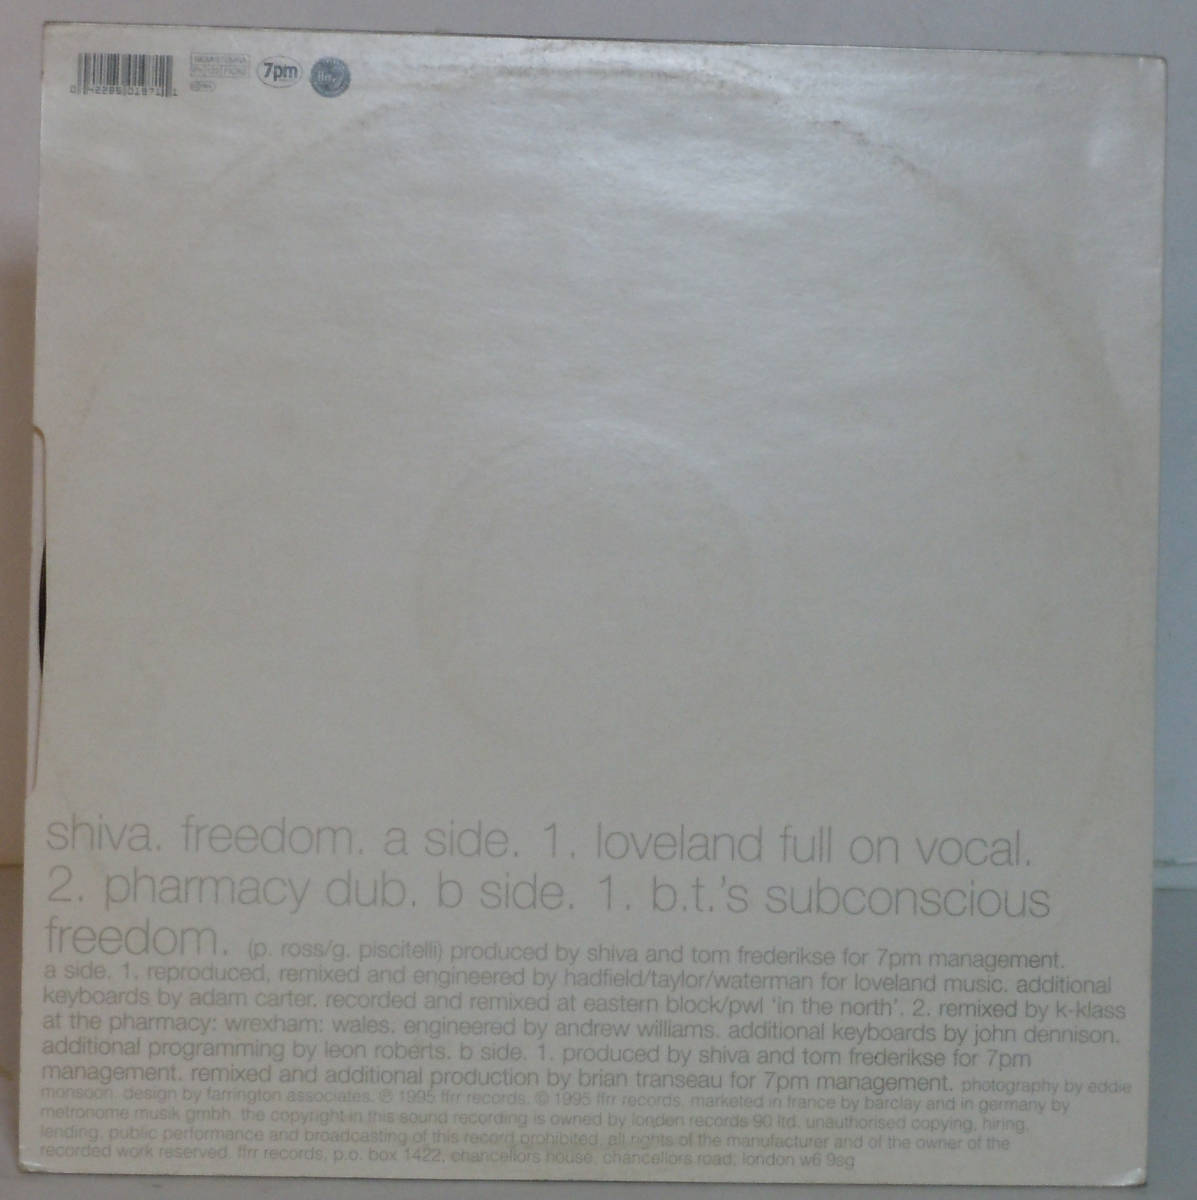 0 42285 01971 1
7pm
ffrr
shiva. freedom. a side. 1. loveland full on vocal.
2. pharmacy dub. b side. 1. b.t.'s subconscious
freedom. (p. ross/g. piscitelli) produced by shiva and tom frederikse for 7pm management.
a side. 1. reproduced, remixed and engineered by hadfield/taylor/waterman for loveland music. additional
keyboards by adam carter. recorded and remixed at eastern block/pwl 'in the north'. 2. remixed by k-klass
at the pharmacy: wrexham: wales. engineered by andrew williams. additional keyboards by john dennison.
additional programming by leon roberts. b side. 1. produced by shiva and tom frederikse for 7pm
management. remixed and additional production by brian transeau for 7pm management. photography by eddie
monsoon. design by farrington associates. ℗ 1995 ffrr records. © 1995 ffrr records. marketed in france by barclay and in germany by
metronome musik gmbh. the copyright in this sound recording is owned by london records 90 ltd. unauthorised copying, hiring,
lending, public performance and broadcasting of this record prohibited. all rights of the manufacturer and of the owner of the
recorded work reserved. ffrr records, p.o. box 1422, chancellors house, chancellors road, london w6 9sg